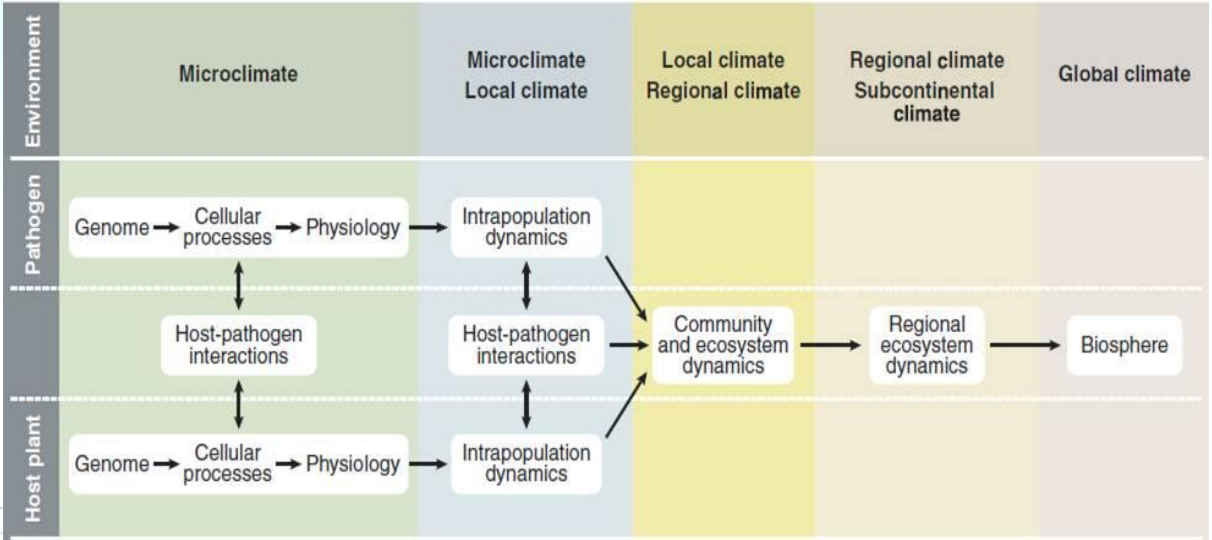 Environment
Microclimate
Microclimate
Local climate
Local climate
Regional climate
Regional climate
Subcontinental
climate
Global climate
Pathogen
Genome
Cellular
processes
Physiology
Intrapopulation
dynamics
Host-pathogen
interactions
Host-pathogen
interactions
Community
and ecosystem
dynamics
Regional
ecosystem
dynamics
Biosphere
Host plant
Genome
Cellular
processes
Physiology
Intrapopulation
dynamics